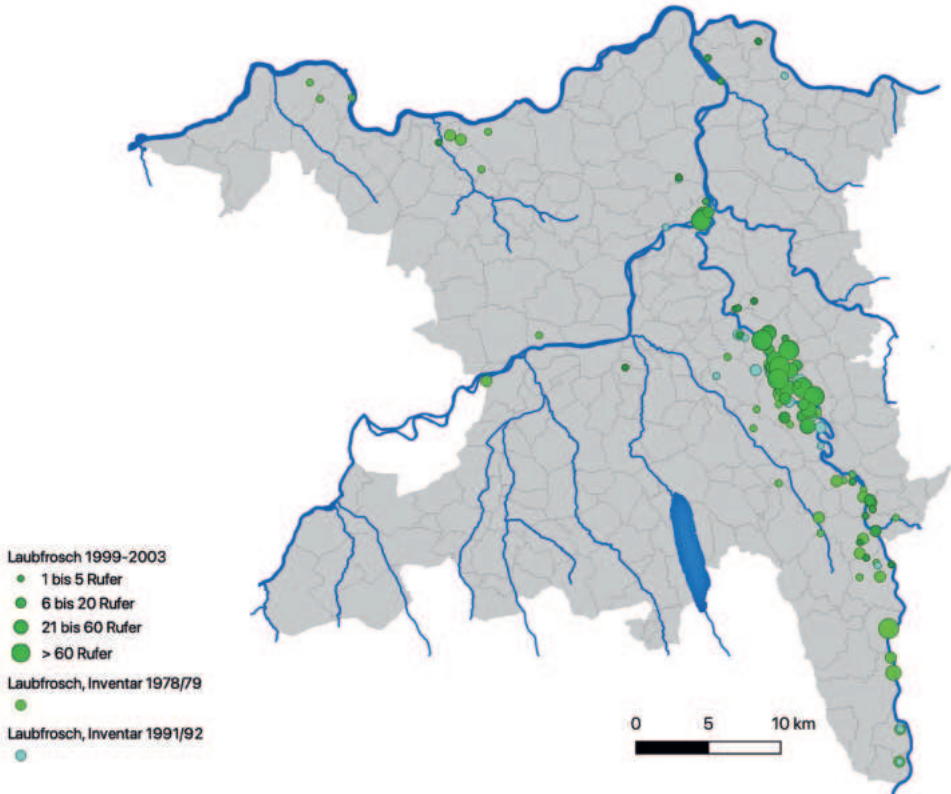 Laubfrosch 1999-2003
1 bis 5 Rufer
6 bis 20 Rufer
21 bis 60 Rufer
> 60 Rufer
Laubfrosch, Inventar 1978/79
Laubfrosch, Inventar 1991/92
0 5 10 km